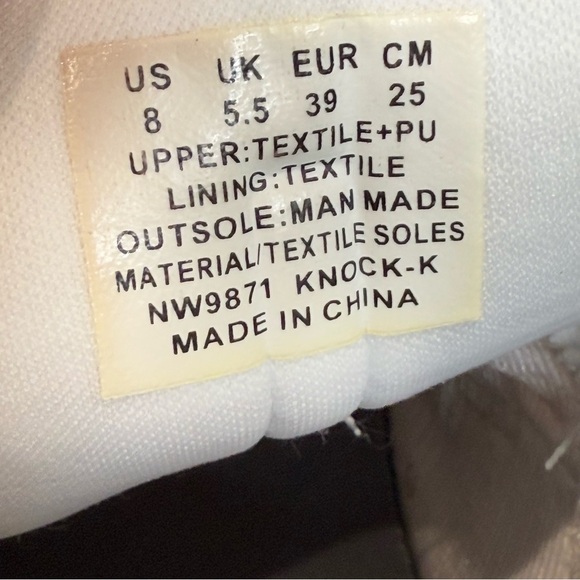 US UK EUR CM
8 5.5 39 25
UPPER:TEXTILE+PU
LINING:TEXTILE
OUTSOLE:MAN MADE
MATERIAL/TEXTILE SOLES
NW9871 KNOCK-K
MADE IN CHINA